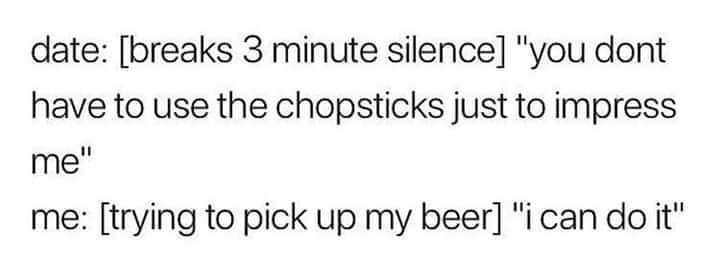 date: [breaks 3 minute silence] "you dont
have to use the chopsticks just to impress
me"
me: [trying to pick up my beer] "i can do it"